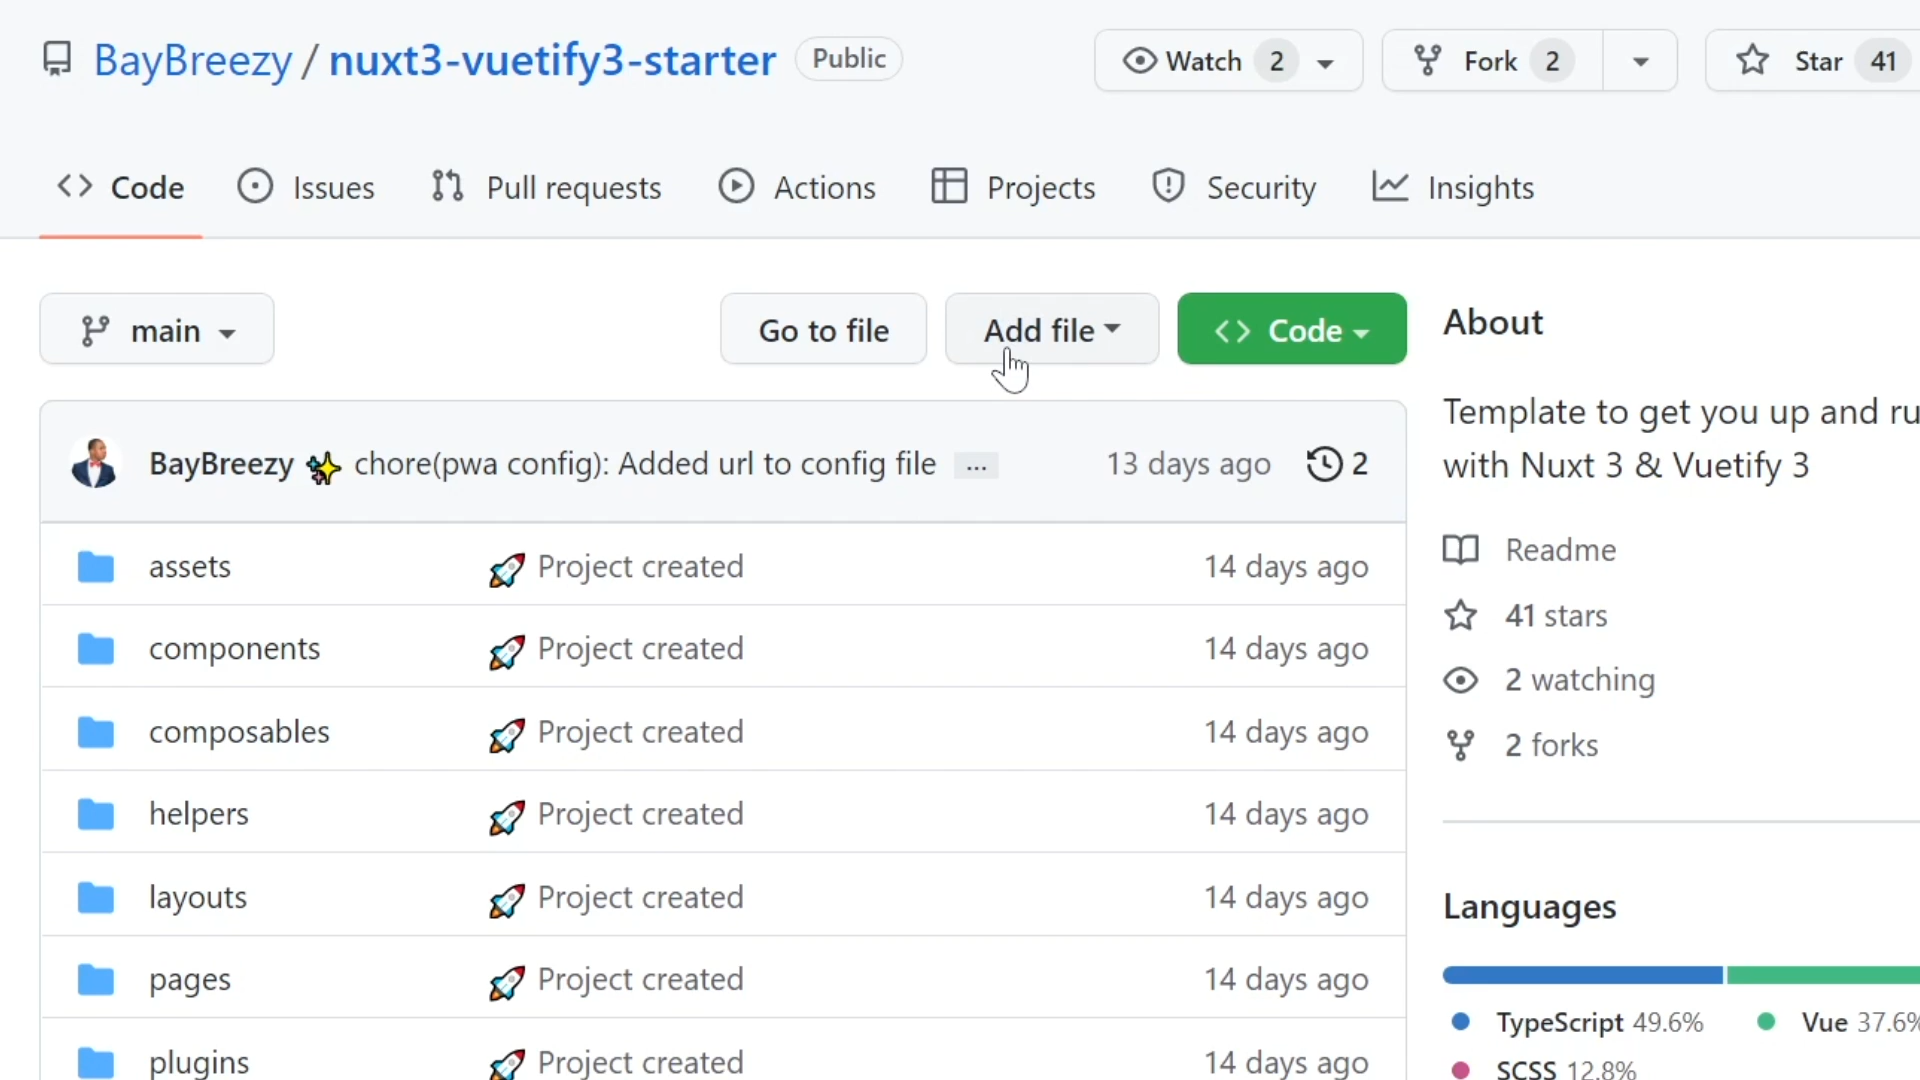 BayBreezy / nuxt3-vuetify3-starter Public Watch 2 Fork 2 Star 41
Code Issues Pull requests Actions Projects Security Insights
main Go to file Add file Code
About
Template to get you up and ru
with Nuxt 3 & Vuetify 3
BayBreezy chore(pwa config): Added url to config file ... 13 days ago 2
assets Project created 14 days ago
Readme
41 stars
components Project created 14 days ago
2 watching
composables Project created 14 days ago
2 forks
helpers Project created 14 days ago
layouts Project created 14 days ago
Languages
pages Project created 14 days ago
TypeScript 49.6% Vue 37.6%
plugins Project created 14 days ago
SCSS 12.8%